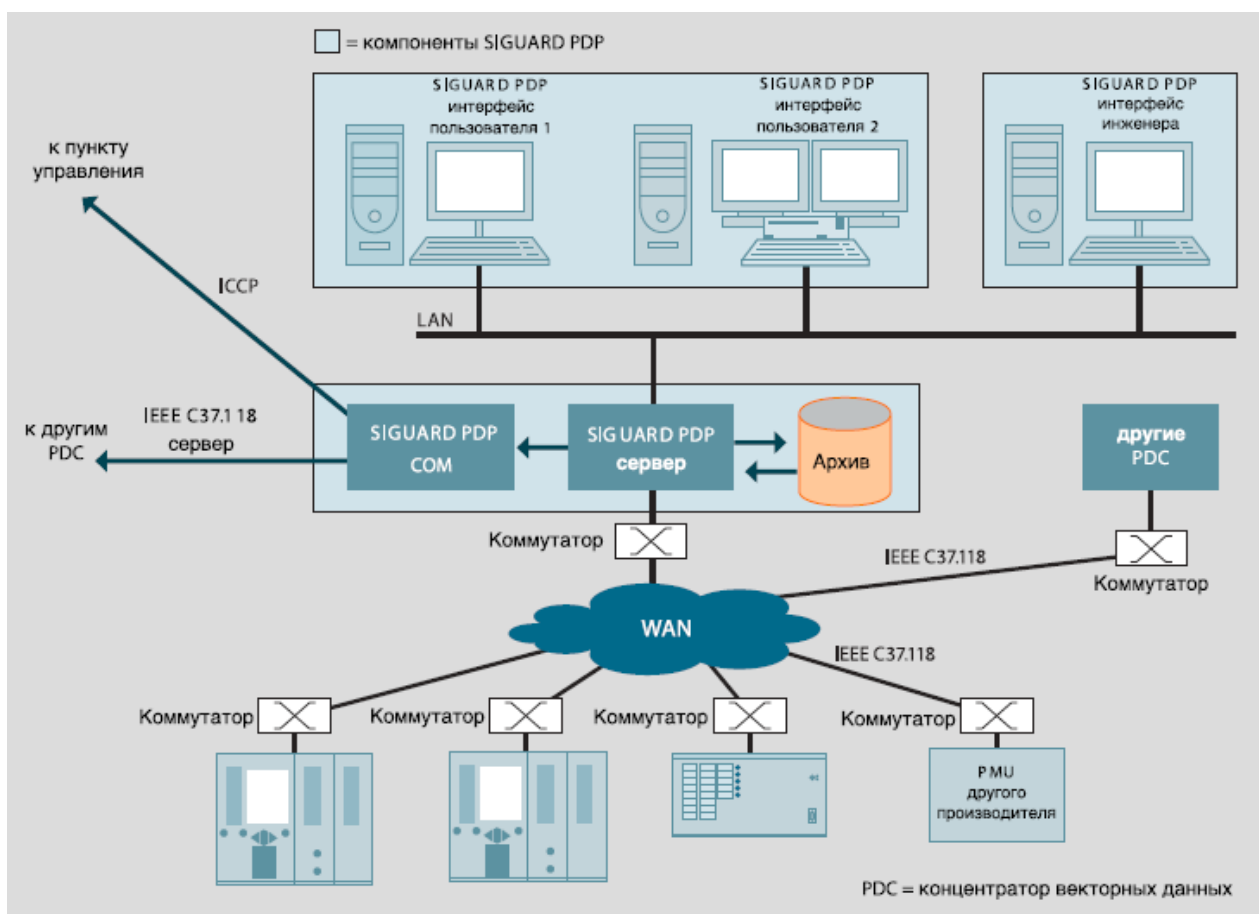 = компоненты SIGUARD PDP
SIGUARD PDP
интерфейс
пользователя 1
SIGUARD PDP
интерфейс
пользователя 2
SIGUARD PDP
интерфейс
инженера
к пункту
управления
ICCP
LAN
к другим
PDC
IEEE C37.118
сервер
SIGUARD PDP
COM
SIGUARD PDP
сервер
Архив
другие
PDC
Коммутатор
IEEE C37.118
Коммутатор
WAN
IEEE C37.118
Коммутатор
Коммутатор
Коммутатор
Коммутатор
PMU
другого
производителя
PDC = концентратор векторных данных